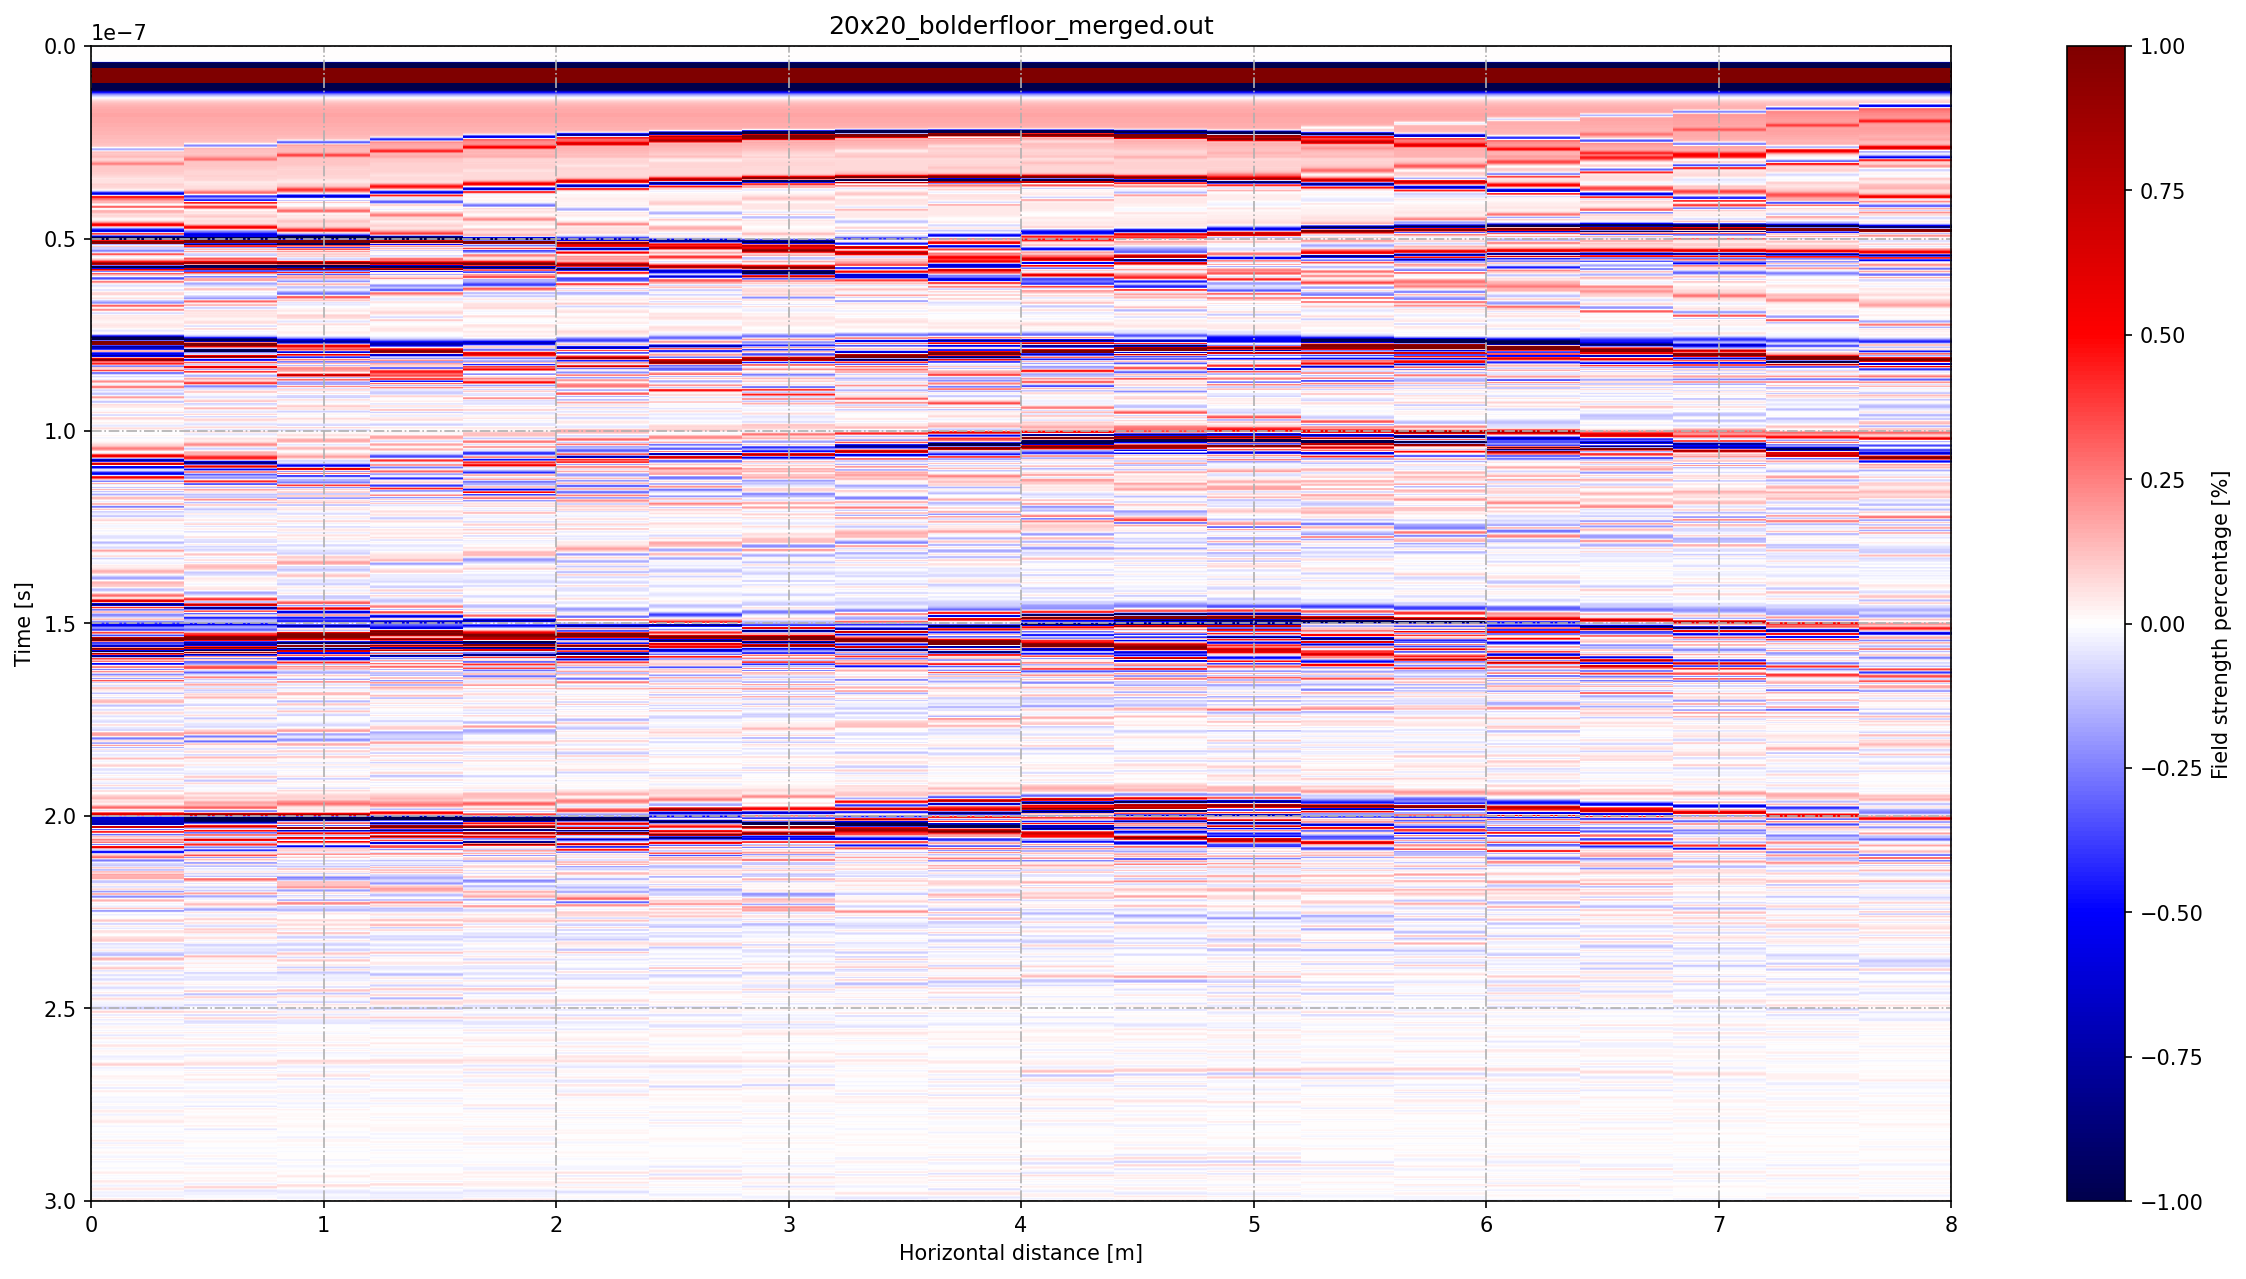 20x20_bolderfloor_merged.out
1e−7
0.0
0.5
1.0
1.5
2.0
2.5
3.0
Time [s]
0 1 2 3 4 5 6 7 8
Horizontal distance [m]
1.00
0.75
0.50
0.25
0.00
−0.25
−0.50
−0.75
−1.00
Field strength percentage [%]